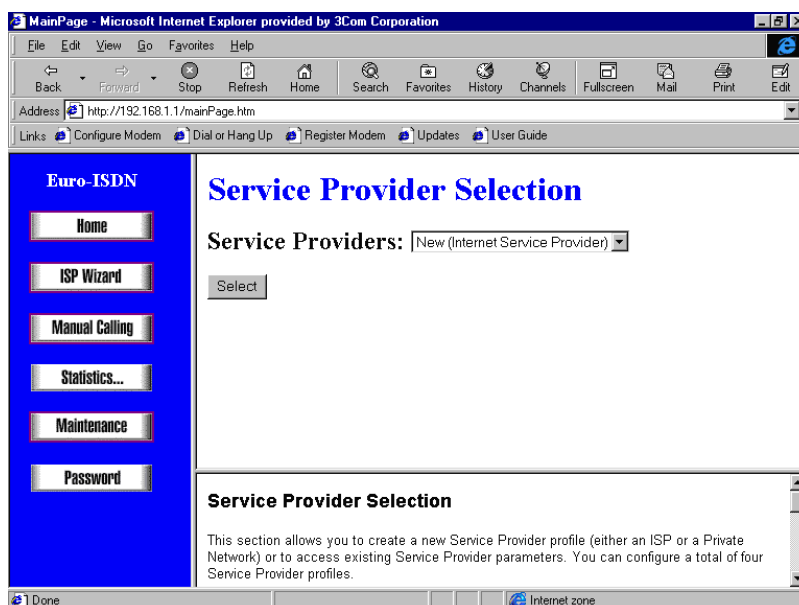 MainPage - Microsoft Internet Explorer provided by 3Com Corporation
File Edit View Go Favorites Help
Back Forward Stop Refresh Home Search Favorites History Channels Fullscreen Mail Print Edit
Address http://192.168.1.1/mainPage.htm
Links Configure Modem Dial or Hang Up Register Modem Updates User Guide
Euro-ISDN
Home
ISP Wizard
Manual Calling
Statistics...
Maintenance
Password
Service Provider Selection
Service Providers: New (Internet Service Provider)
Select
Service Provider Selection
This section allows you to create a new Service Provider profile (either an ISP or a Private
Network) or to access existing Service Provider parameters. You can configure a total of four
Service Provider profiles.
Done Internet zone